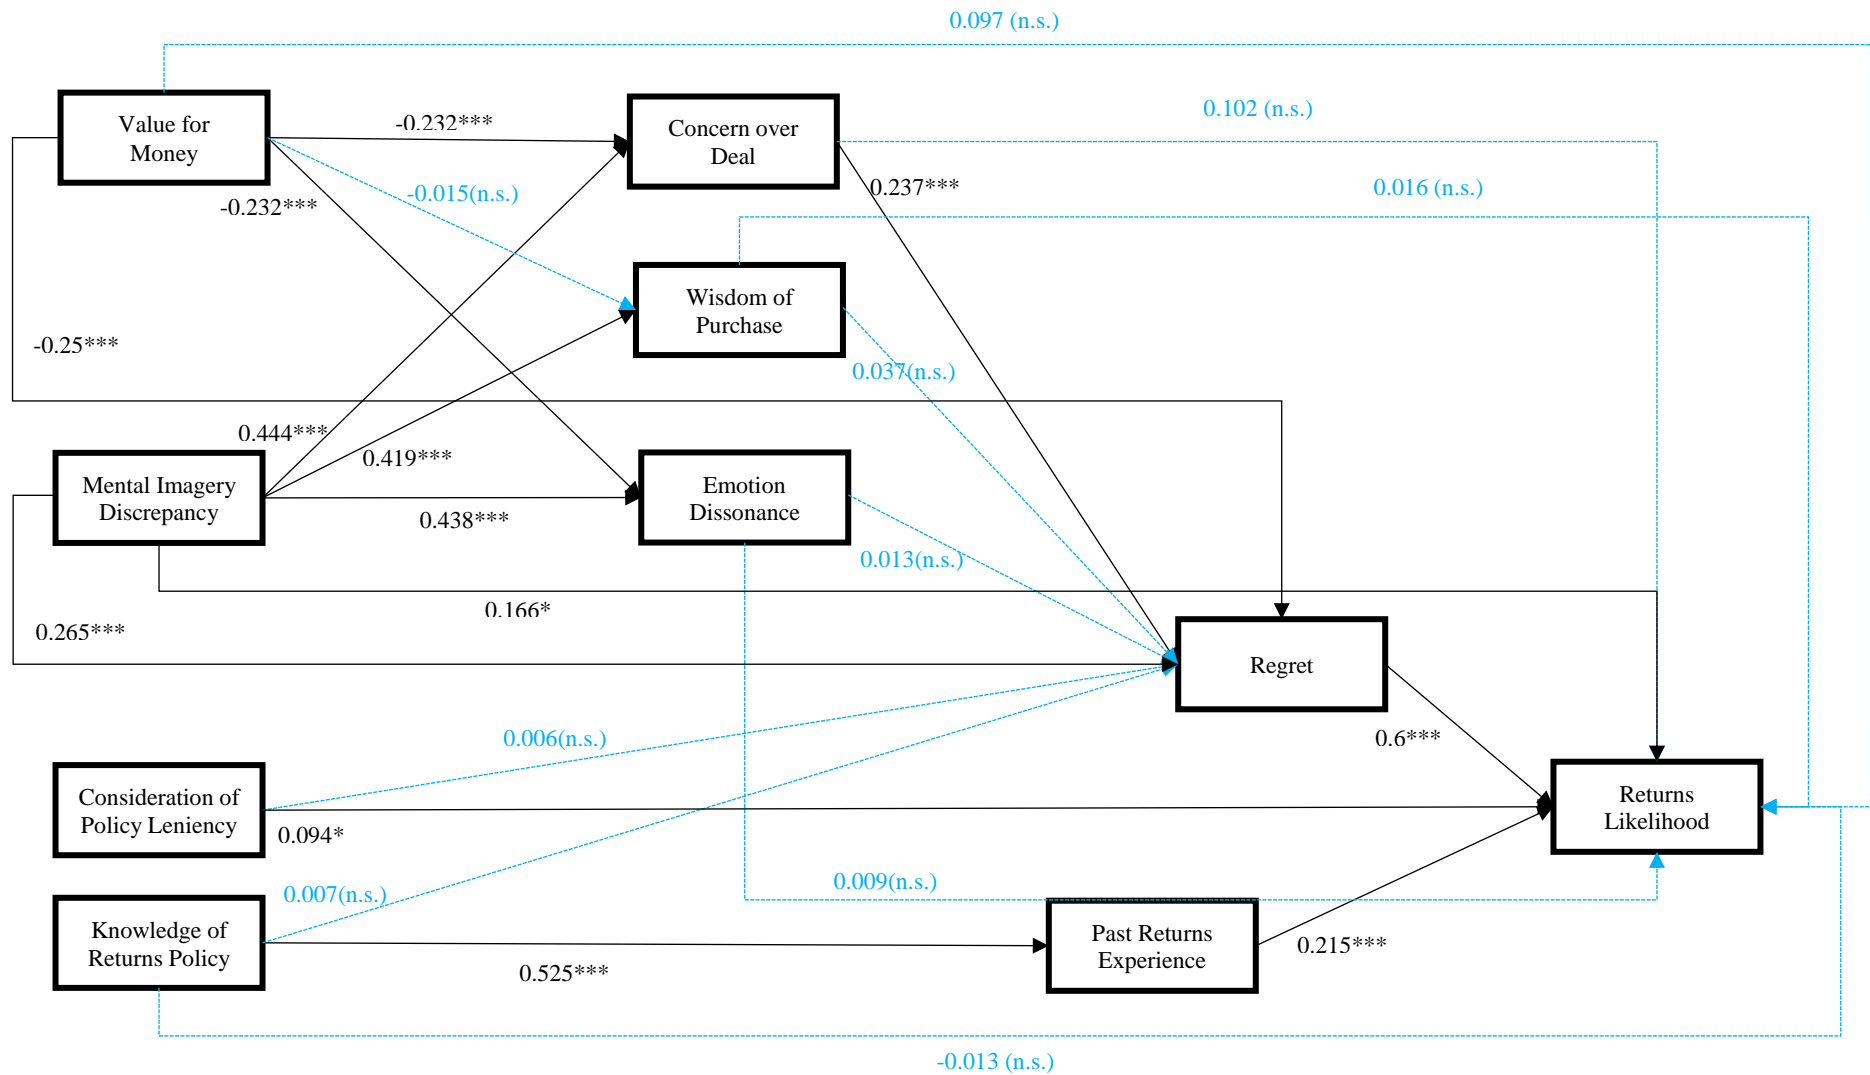 0.097 (n.s.)
Value for
Money
-0.232***
Concern over
Deal
0.102 (n.s.)
-0.232***
-0.015(n.s.)
0.237***
0.016 (n.s.)
Wisdom of
Purchase
-0.25***
0.037(n.s.)
0.444***
0.419***
Mental Imagery
Discrepancy
0.438***
Emotion
Dissonance
0.013(n.s.)
0.166*
0.265***
Regret
0.006(n.s.)
0.6***
Consideration of
Policy Leniency
0.094*
Returns
Likelihood
0.007(n.s.)
0.009(n.s.)
Knowledge of
Returns Policy
0.525***
Past Returns
Experience
0.215***
-0.013 (n.s.)